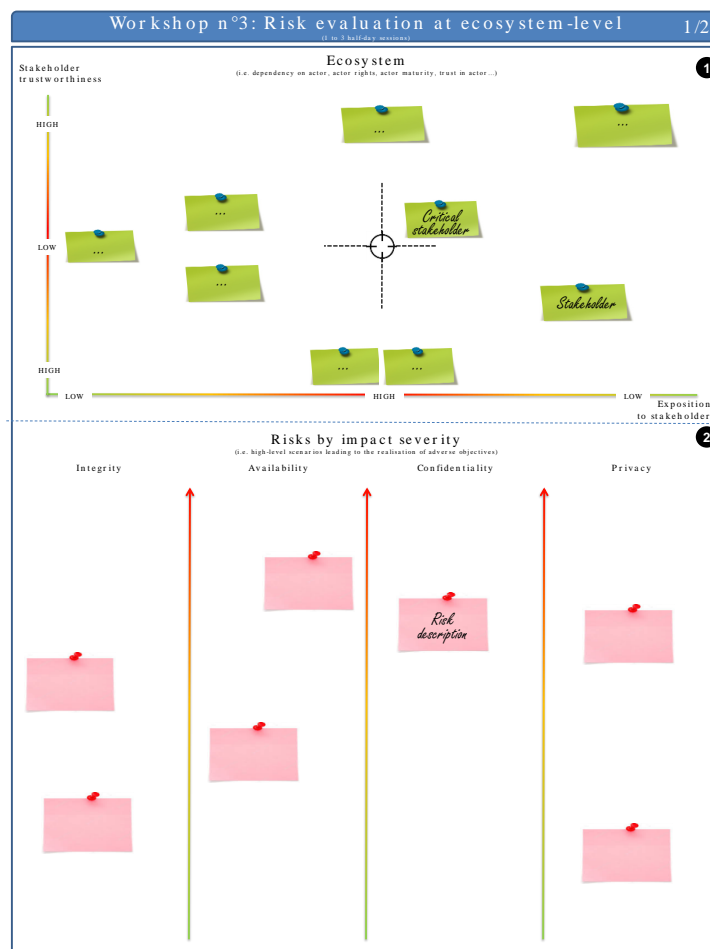 Workshop n°3: Risk evaluation at ecosystem-level
1/2
(1 to 3 half-day sessions)
Ecosystem
(i.e. dependency on actor, actor rights, actor maturity, trust in actor…)
1
Stakeholder
trustworthiness
HIGH
...
...
...
Critical
stakeholder
LOW
...
...
Stakeholder
HIGH
...
...
LOW
HIGH
LOW
Exposition
to stakeholder
Risks by impact severity
2
(i.e. high-level scenarios leading to the realisation of adverse objectives)
Integrity
Availability
Confidentiality
Privacy
Risk
description